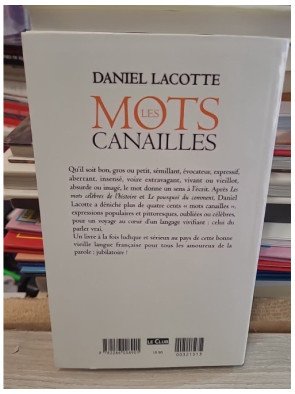 DANIEL LACOTTE
MOTS
LES
CANAILLES
Qu'il soit bon, gros ou petit, sémillant, évocateur, expressif,
aberrant, insensé, voire extravagant, vivant ou vieillot,
absurde ou imagé, le mot donne un sens à l'écrit. Après Les
mots célèbres de l'histoire et Le pourquoi du comment, Daniel
Lacotte a déniché plus de quatre cents « mots canailles »,
expressions populaires et pittoresques, oubliées ou célèbres,
pour un voyage au cœur d'un langage vivifiant : celui du
parler vrai.
Un livre à la fois ludique et sérieux au pays de cette bonne
vieille langue française pour tous les amoureux de la
parole : jubilatoire !
LE CLUB